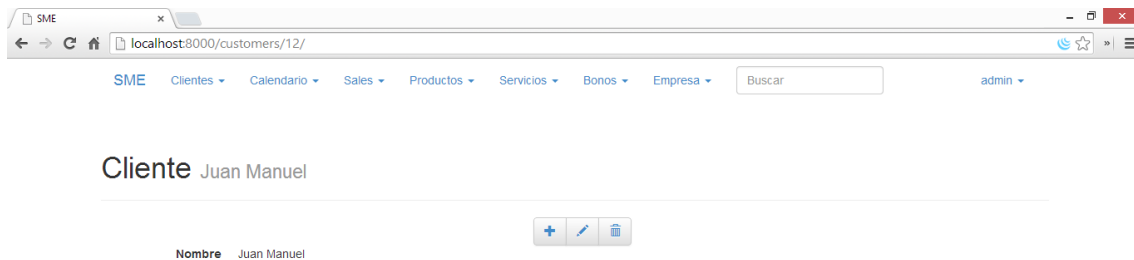 SME
localhost:8000/customers/12/
SME Clientes Calendario Sales Productos Servicios Bonos Empresa Buscar admin
Cliente Juan Manuel
Nombre Juan Manuel